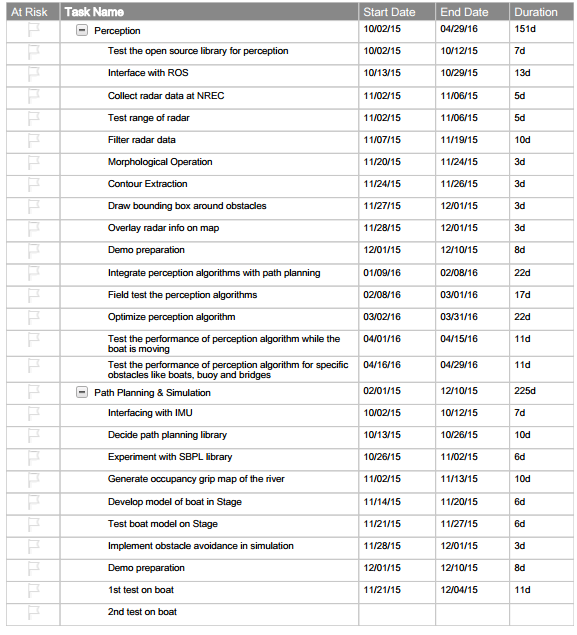 At Risk Task Name Start Date End Date Duration
Perception 10/02/15 04/29/16 151d
Test the open source library for perception 10/02/15 10/12/15 7d
Interface with ROS 10/13/15 10/29/15 13d
Collect radar data at NREC 11/02/15 11/06/15 5d
Test range of radar 11/02/15 11/06/15 5d
Filter radar data 11/07/15 11/19/15 10d
Morphological Operation 11/20/15 11/24/15 3d
Contour Extraction 11/24/15 11/26/15 3d
Draw bounding box around obstacles 11/27/15 12/01/15 3d
Overlay radar info on map 11/28/15 12/01/15 3d
Demo preparation 12/01/15 12/10/15 8d
Integrate perception algorithms with path planning 01/09/16 02/08/16 22d
Field test the perception algorithms 02/08/16 03/01/16 17d
Optimize perception algorithm 03/02/16 03/31/16 22d
Test the performance of perception algorithm while the 04/01/16 04/15/16 11d
boat is moving
Test the performance of perception algorithm for specific 04/16/16 04/29/16 11d
obstacles like boats, buoy and bridges
Path Planning & Simulation 02/01/15 12/10/15 225d
Interfacing with IMU 10/02/15 10/12/15 7d
Decide path planning library 10/13/15 10/26/15 10d
Experiment with SBPL library 10/26/15 11/02/15 6d
Generate occupancy grip map of the river 11/02/15 11/13/15 10d
Develop model of boat in Stage 11/14/15 11/20/15 6d
Test boat model on Stage 11/21/15 11/27/15 6d
Implement obstacle avoidance in simulation 11/28/15 12/01/15 3d
Demo preparation 12/01/15 12/10/15 8d
1st test on boat 11/21/15 12/04/15 11d
2nd test on boat